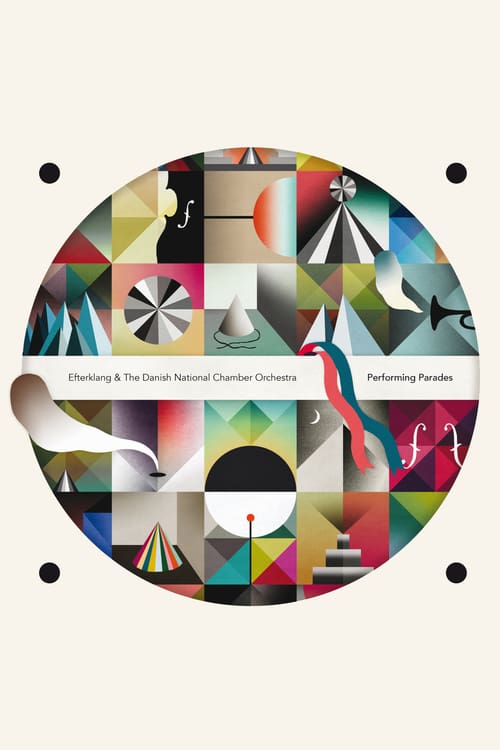 Efterklang & The Danish National Chamber Orchestra Performing Parades